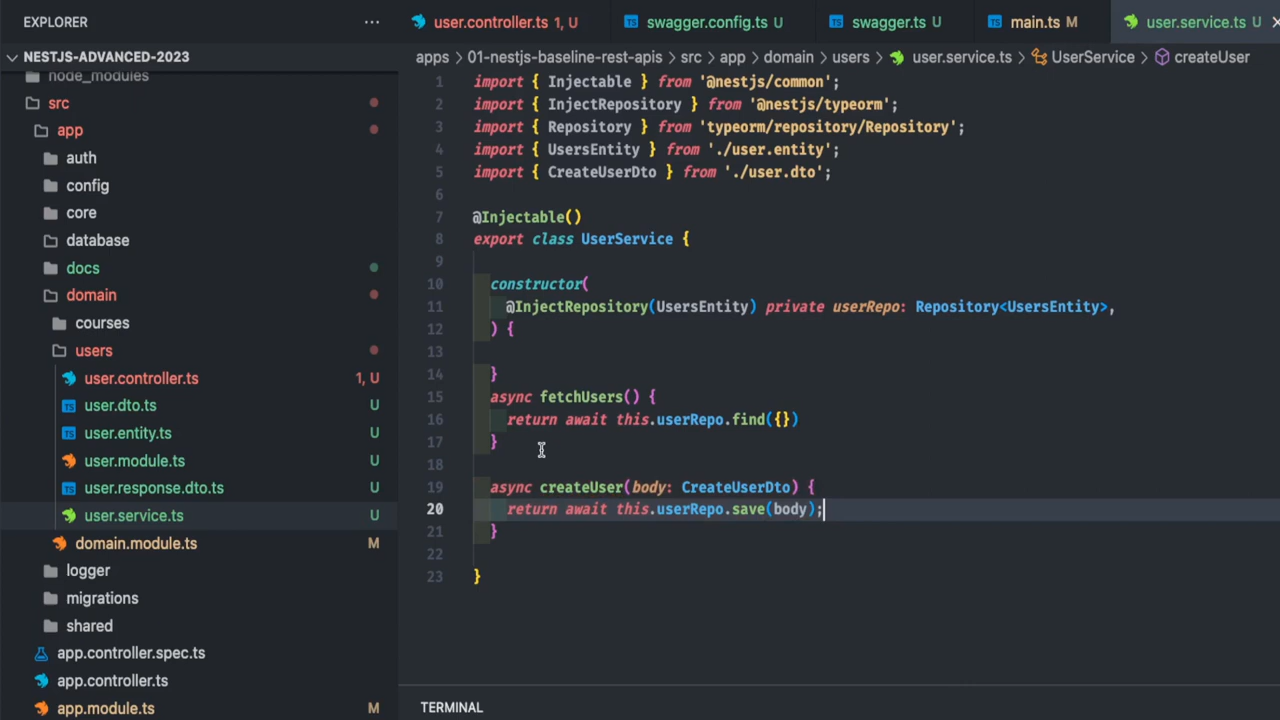 EXPLORER
NESTJS-ADVANCED-2023
node_modules
src
app
auth
config
core
database
docs
domain
courses
users
user.controller.ts 1, U
user.dto.ts U
user.entity.ts U
user.module.ts U
user.response.dto.ts U
user.service.ts U
domain.module.ts M
logger
migrations
shared
app.controller.spec.ts
app.controller.ts
app.module.ts M
user.controller.ts 1, U swagger.config.ts U swagger.ts U main.ts M user.service.ts U
apps > 01-nestjs-baseline-rest-apis > src > app > domain > users > user.service.ts > UserService > createUser
1 import { Injectable } from '@nestjs/common';
2 import { InjectRepository } from '@nestjs/typeorm';
3 import { Repository } from 'typeorm/repository/Repository';
4 import { UsersEntity } from './user.entity';
5 import { CreateUserDto } from './user.dto';
6
7 @Injectable()
8 export class UserService {
9
10 constructor(
11 @InjectRepository(UsersEntity) private userRepo: Repository<UsersEntity>,
12 ) {
13
14 }
15 async fetchUsers() {
16 return await this.userRepo.find({})
17 }
18
19 async createUser(body: CreateUserDto) {
20 return await this.userRepo.save(body);
21 }
22
23 }
TERMINAL